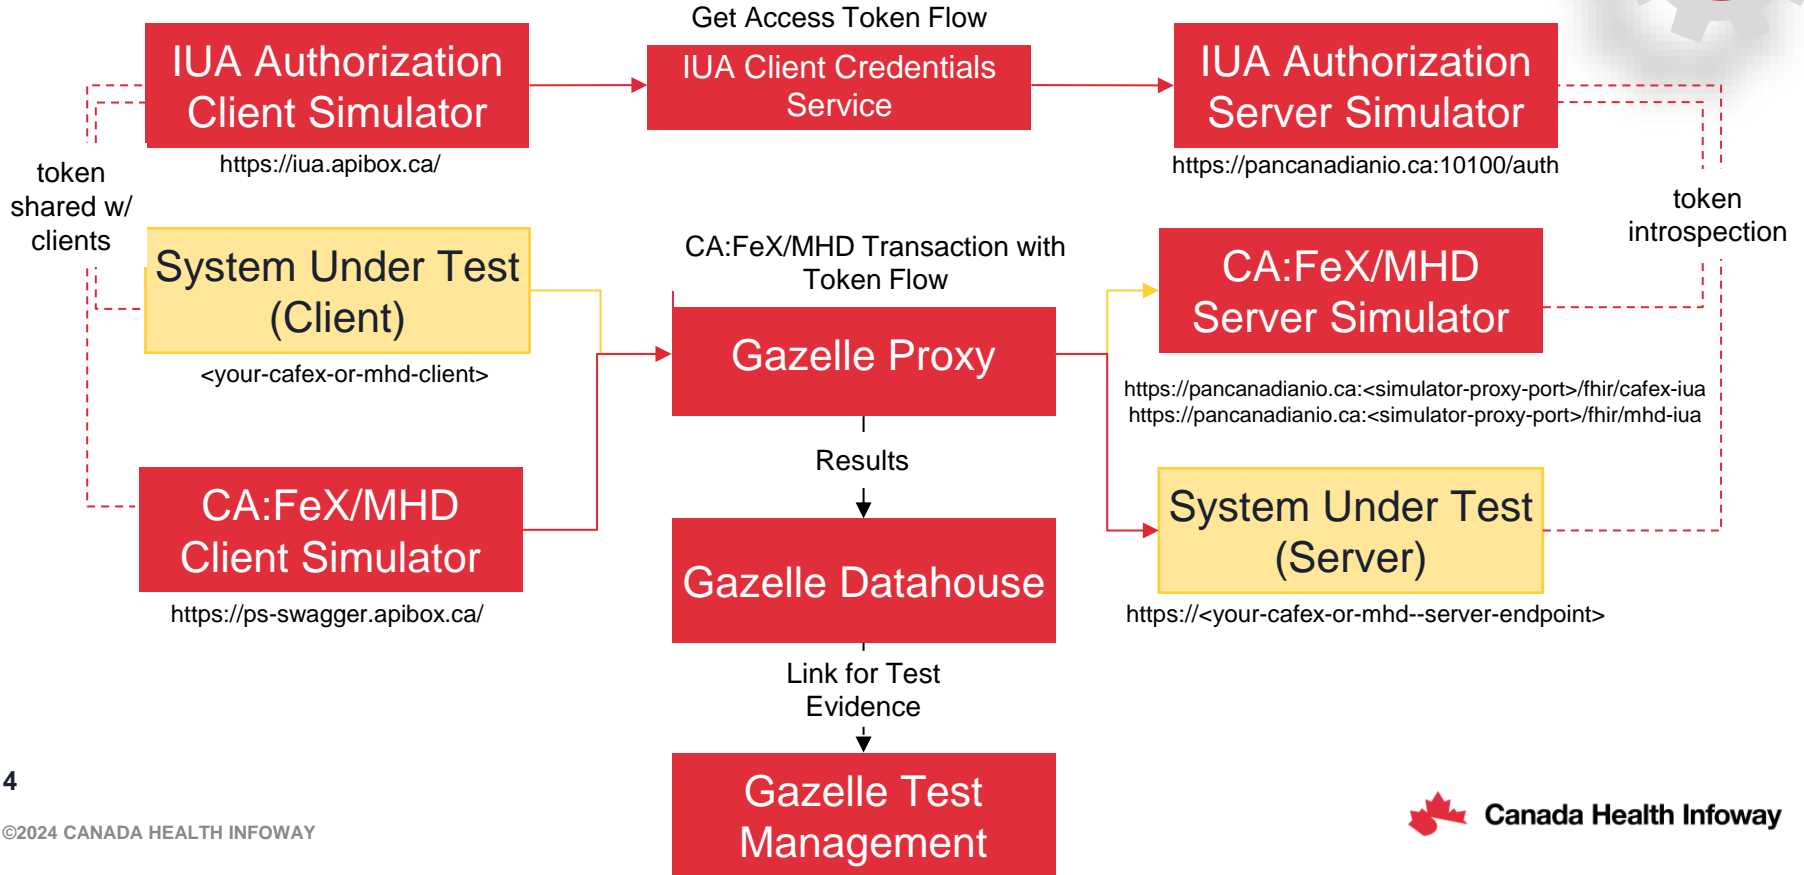 Get Access Token Flow
IUA Authorization
Client Simulator
IUA Client Credentials
Service
IUA Authorization
Server Simulator
https://iua.apibox.ca/
https://pancanadianio.ca:10100/auth
token
shared w/
clients
token
introspection
System Under Test
(Client)
<your-cafex-or-mhd-client>
CA:FeX/MHD Transaction with
Token Flow
Gazelle Proxy
CA:FeX/MHD
Server Simulator
https://pancanadianio.ca:<simulator-proxy-port>/fhir/cafex-iua
https://pancanadianio.ca:<simulator-proxy-port>/fhir/mhd-iua
Results
CA:FeX/MHD
Client Simulator
https://ps-swagger.apibox.ca/
Gazelle Datahouse
System Under Test
(Server)
https://<your-cafex-or-mhd--server-endpoint>
Link for Test
Evidence
Gazelle Test
Management
4
©2024 CANADA HEALTH INFOWAY
Canada Health Infoway